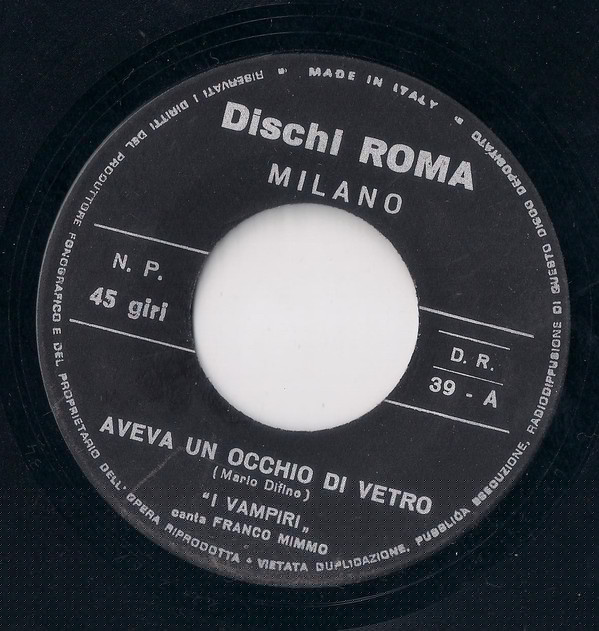 MADE IN ITALY
Dischi ROMA
MILANO
N. P.
45 giri
D. R.
39 - A
AVEVA UN OCCHIO DI VETRO
(Mario Difino)
"I VAMPIRI„
canta FRANCO MIMMO
RISERVATI I DIRITTI DEL PRODUTTORE FONOGRAFICO E DEL PROPRIETARIO DELL'OPERA RIPRODOTTA • VIETATA DUPLICAZIONE, PUBBLICA ESECUZIONE, RADIODIFFUSIONE DI QUESTO DISCO DEPOSITATO